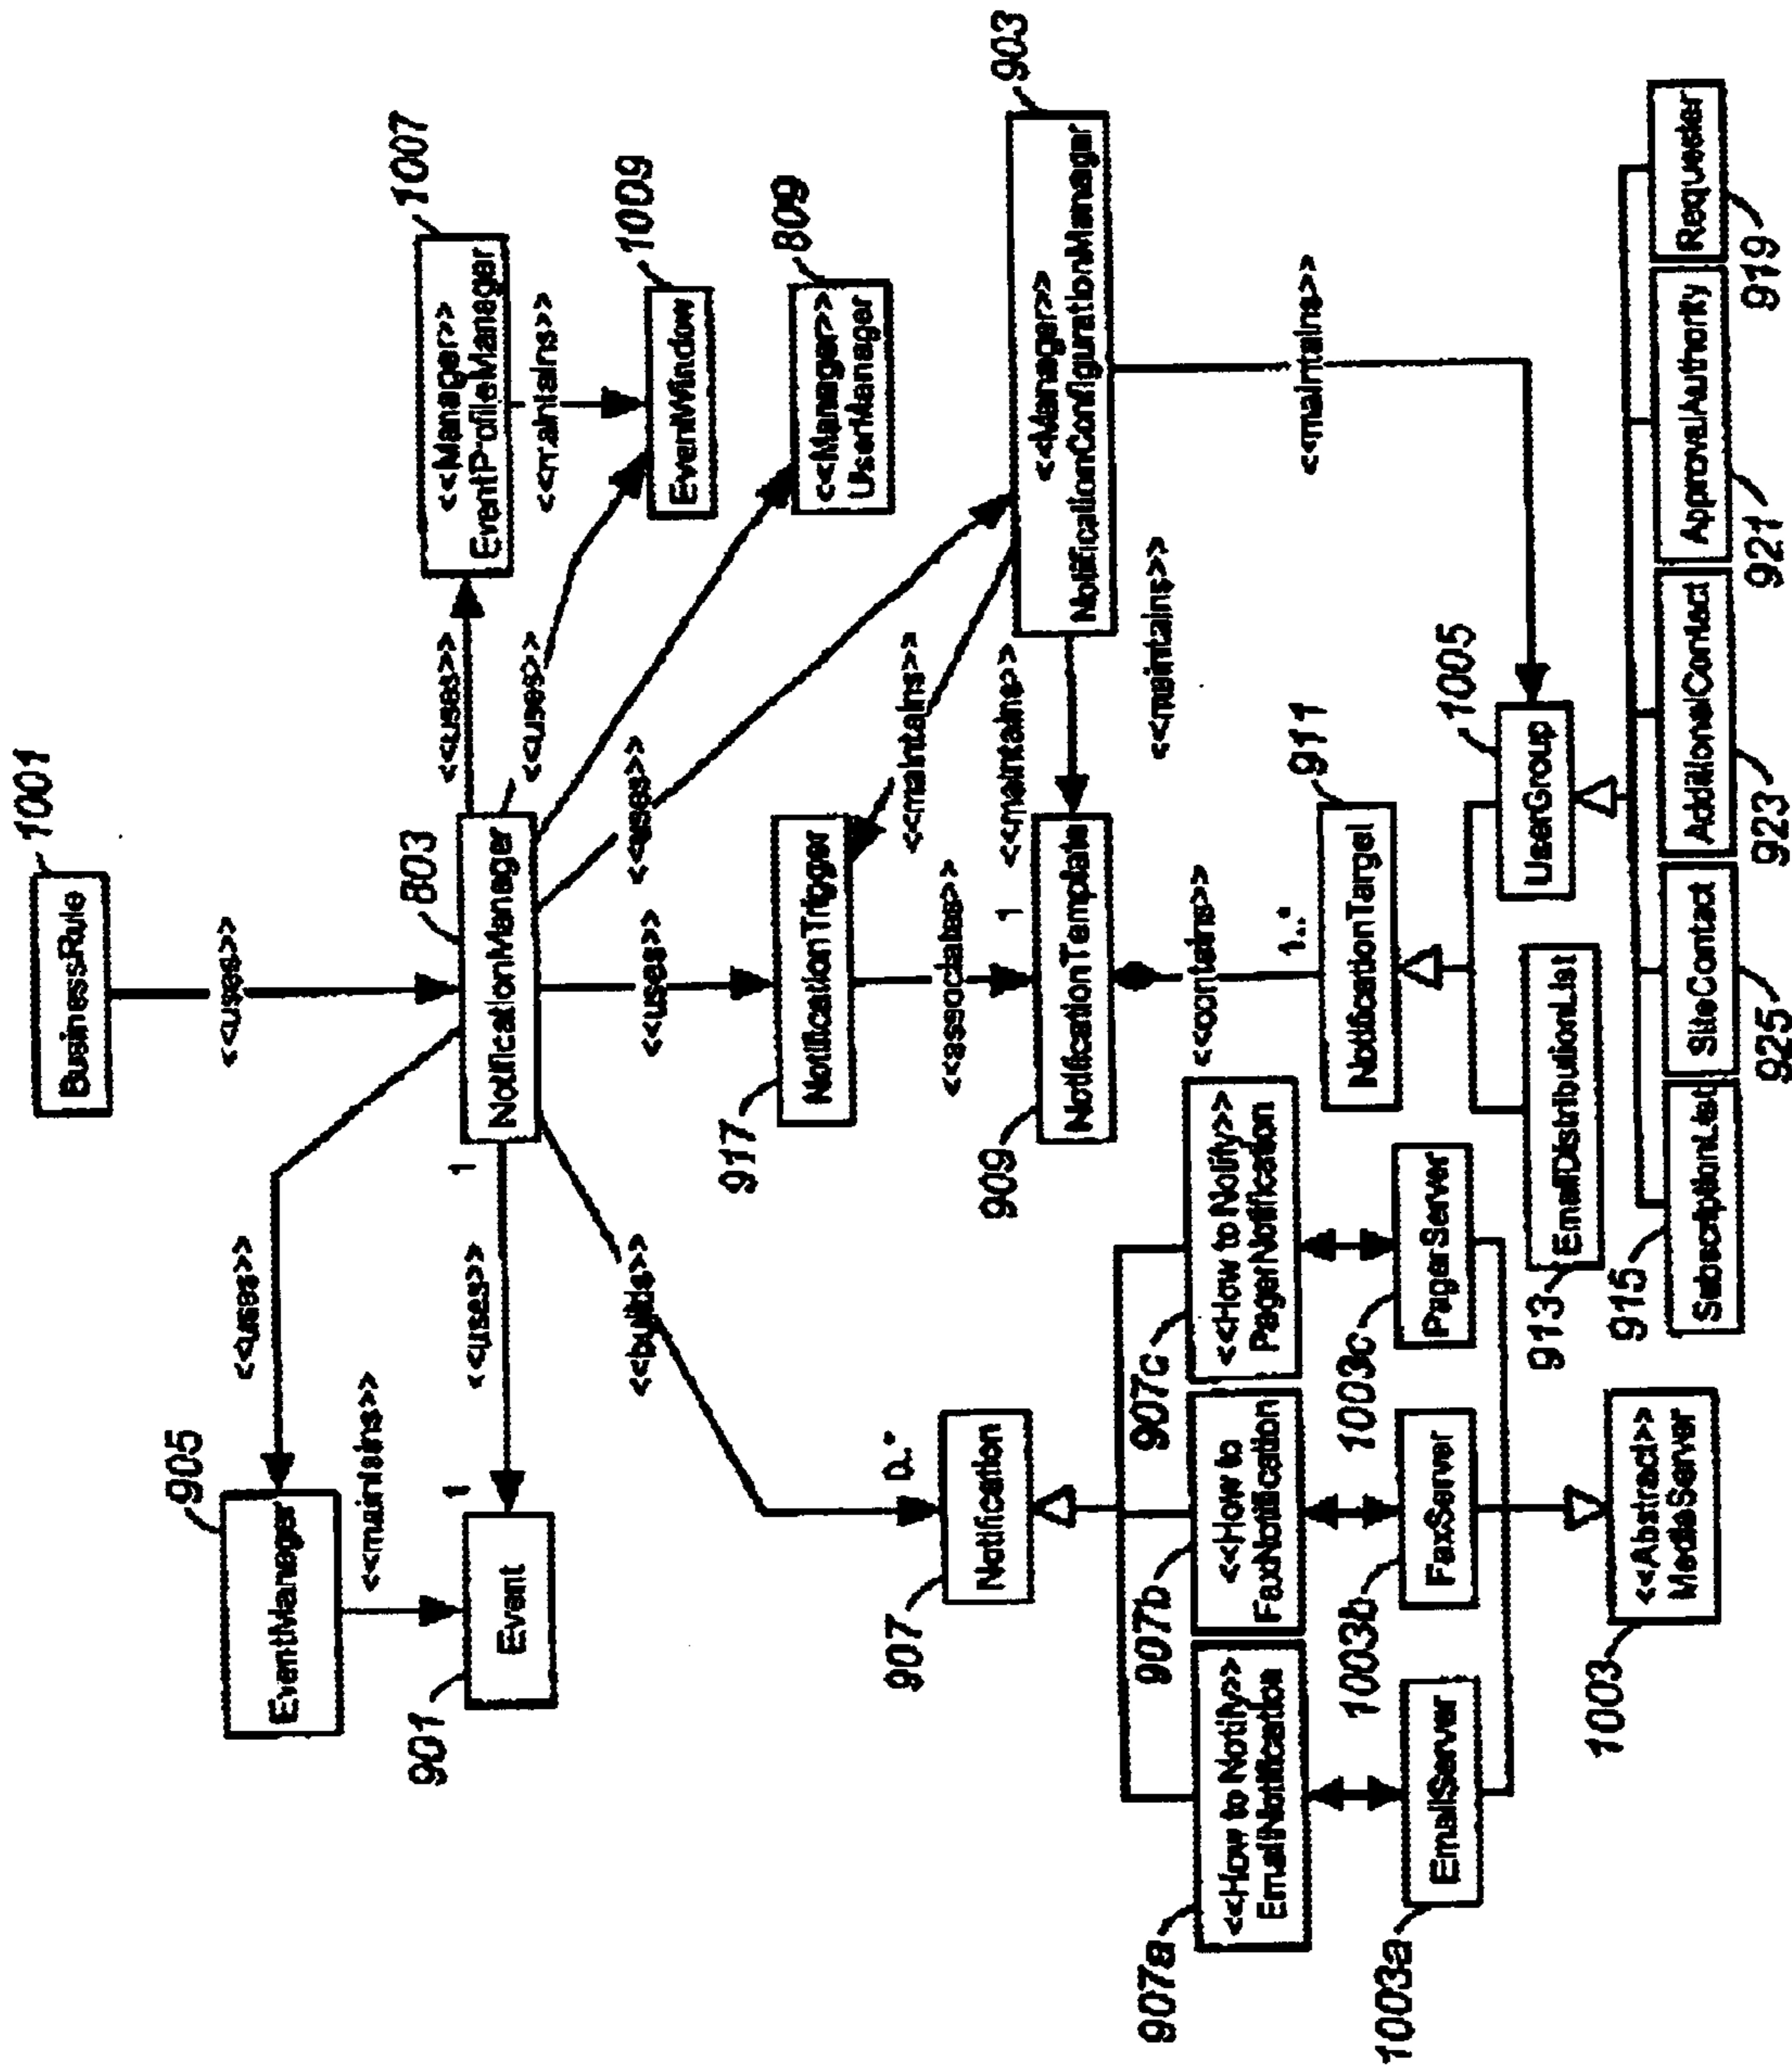 1001
BusinessRule
<<uses>>
905
EventManager
<<uses>>
<<maintains>>
901
Event
1
<<uses>>
1
803
NotificationManager
<<uses>>
1007
<<Manager>>
EventProfileManager
<<maintains>>
<<uses>>
1009
EventWindow
809
<<Manager>>
UserManager
<<uses>>
<<builds>>
<<uses>>
917
NotificationTrigger
<<maintains>>
903
<<Manager>>
NotificationConfigurationManager
<<associates>>
1
<<maintains>>
<<maintains>>
<<maintains>>
907
Notification
0..*
909
NotificationTemplate
<<contains>>
1..*
911
NotificationTarget
907a
<<How to Notify>>
EmailNotification
907b
<<How to
FaxNotification
907c
<<How to Notify>>
PagerNotification
1003a
EmailServer
1003b
FaxServer
1003c
PagerServer
1003
<<Abstract>>
MediaServer
913
EmailDistributionList
1005
UserGroup
915
SubscriptionList
SiteContact
925
AdditionalContact
923
ApprovalAuthority
921
Requester
919